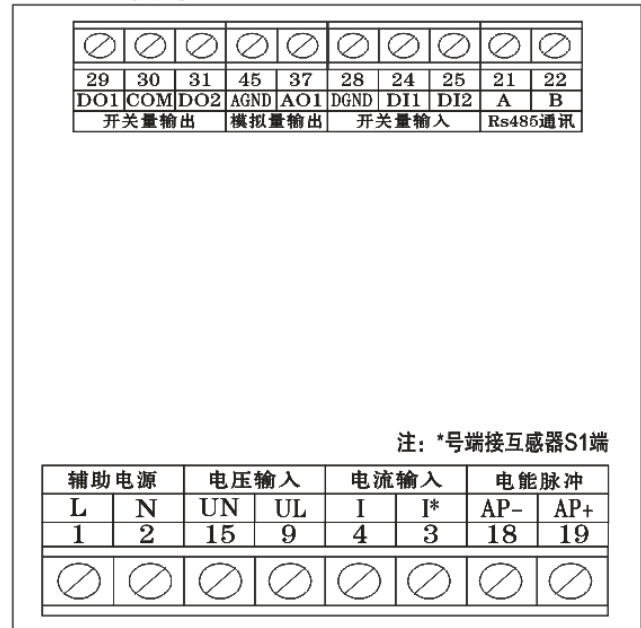 29 30 31 45 37 28 24 25 21 22
DO1 COM DO2 AGND AO1 DGND DI1 DI2 A B
开关量输出 模拟量输出 开关量输入 Rs485通讯
注：*号端接互感器S1端
辅助电源 电压输入 电流输入 电能脉冲
L N UN UL I I* AP- AP+
1 2 15 9 4 3 18 19